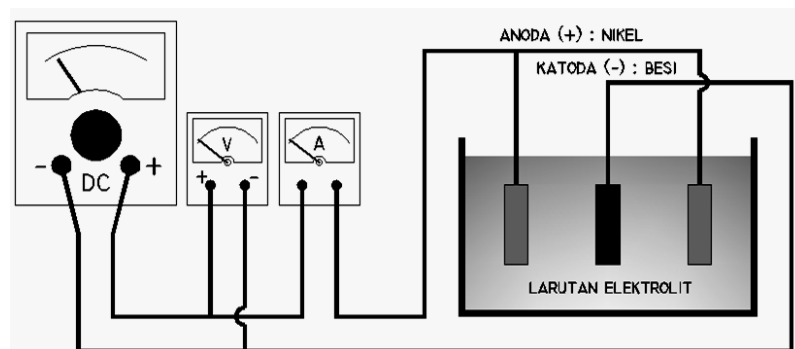 ANODA (+) : NIKEL
KATODA (-) : BESI
V
A
+ -
- DC +
LARUTAN ELEKTROLIT